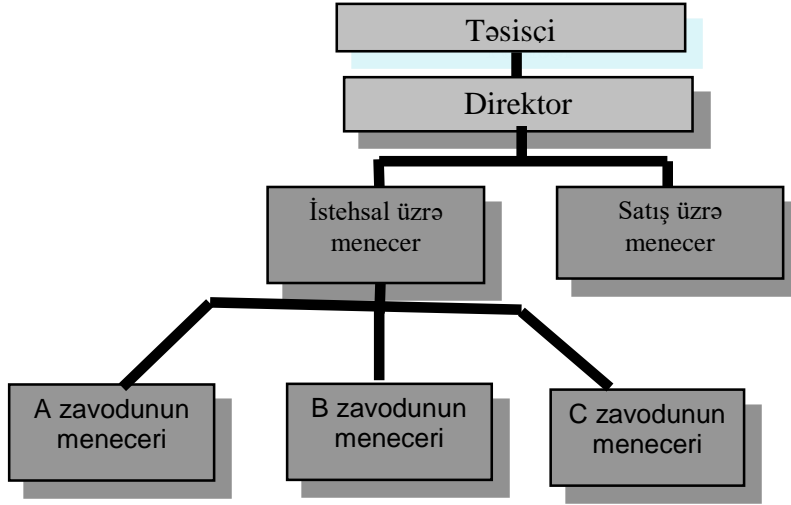 Təsisçi
Direktor
İstehsal üzrə
menecer
Satış üzrə
menecer
A zavodunun
meneceri
B zavodunun
meneceri
C zavodunun
meneceri